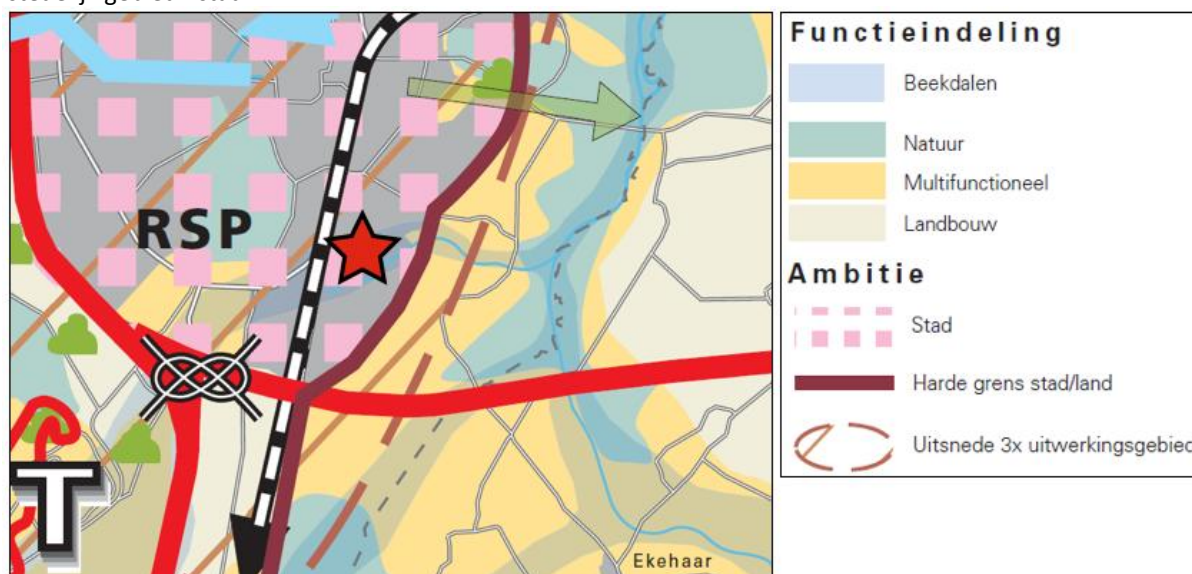 RSP
T
Ekehaar
Functieindeling
Beekdalen
Natuur
Multifunctioneel
Landbouw
Ambitie
Stad
Harde grens stad/land
Uitsnede 3x uitwerkingsgebied